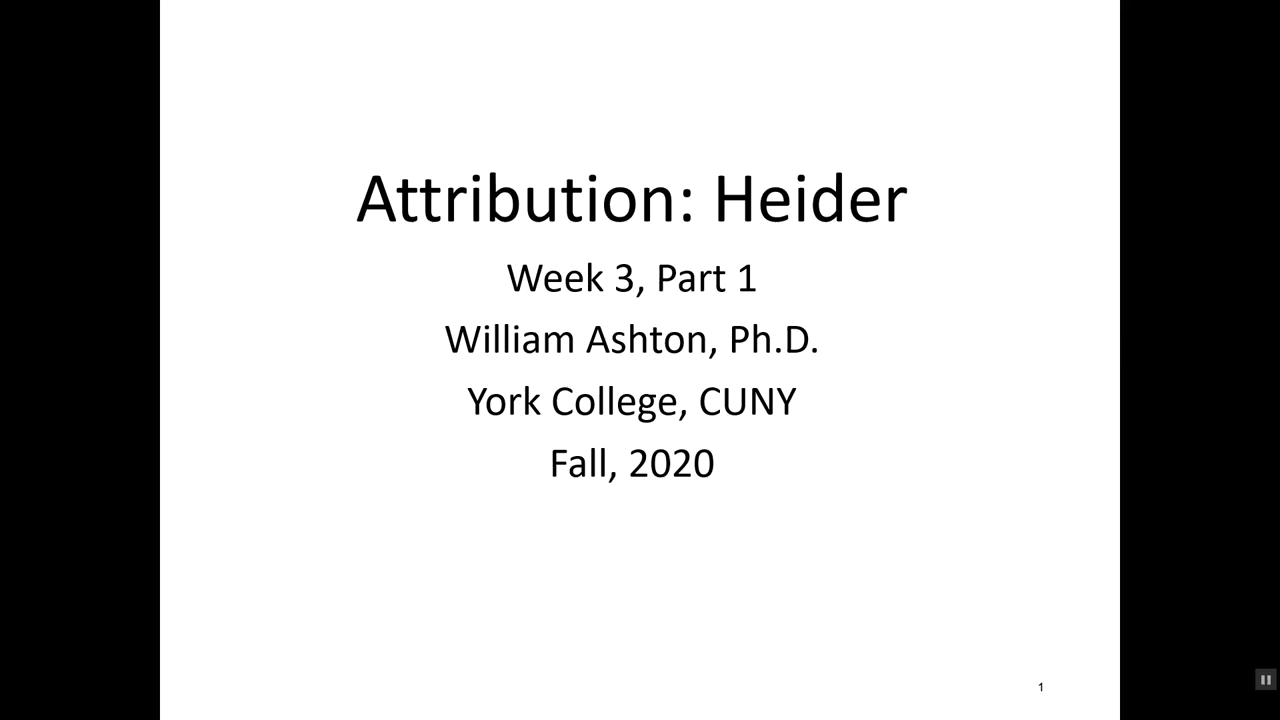 Attribution: Heider
Week 3, Part 1
William Ashton, Ph.D.
York College, CUNY
Fall, 2020
1